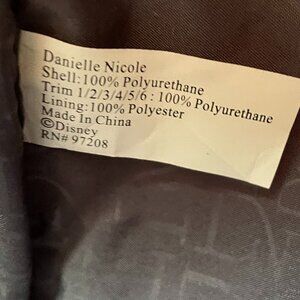 Danielle Nicole
Shell:100% Polyurethane
Trim 1/2/3/4/5/6 : 100% Polyurethane
Lining:100% Polyester
Made In China
©Disney
RN# 97208